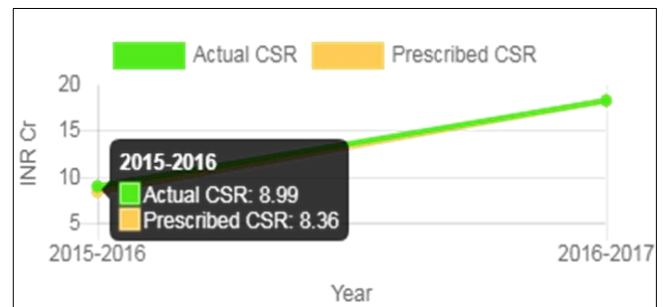 Actual CSR Prescribed CSR
20
15
10
5
INR Cr
2015-2016
Actual CSR: 8.99
Prescribed CSR: 8.36
2015-2016 2016-2017
Year